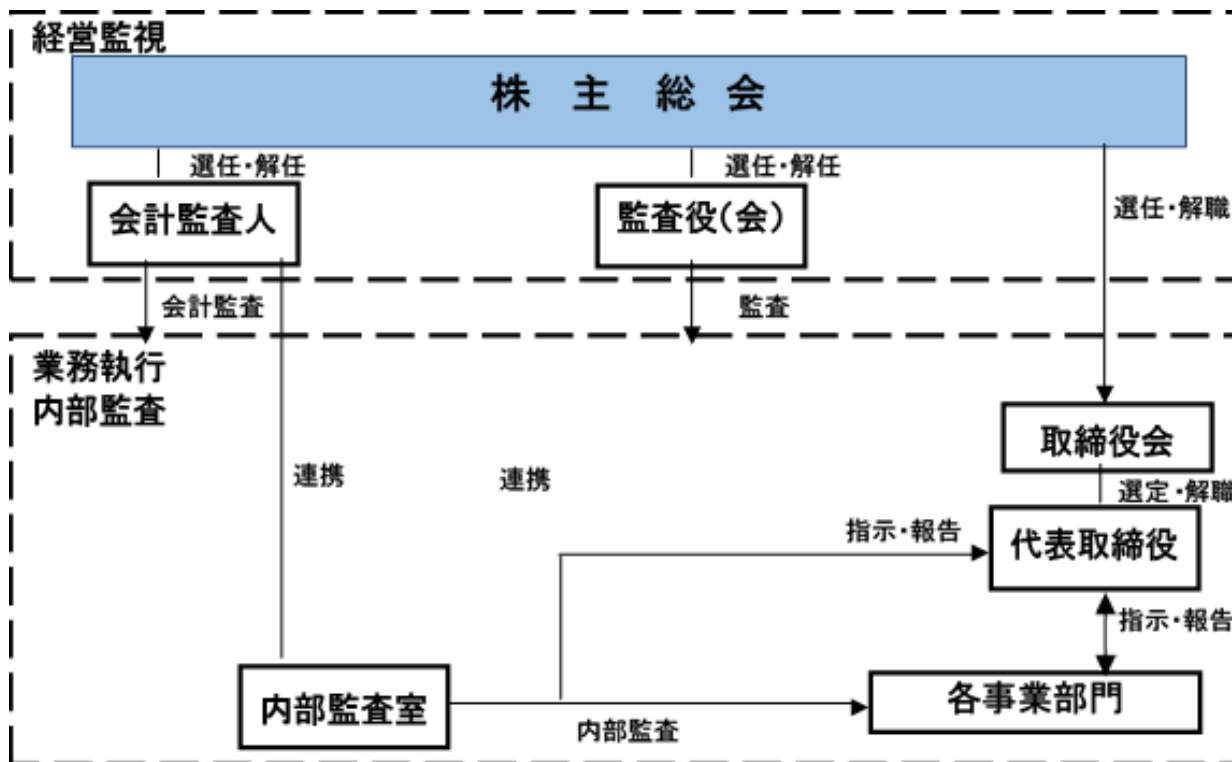 経営監視
株 主 総 会
選任・解任
選任・解任
選任・解職
会計監査人
監査役(会)
会計監査
監査
業務執行
内部監査
取締役会
選定・解職
連携
連携
指示・報告
代表取締役
指示・報告
内部監査室
内部監査
各事業部門